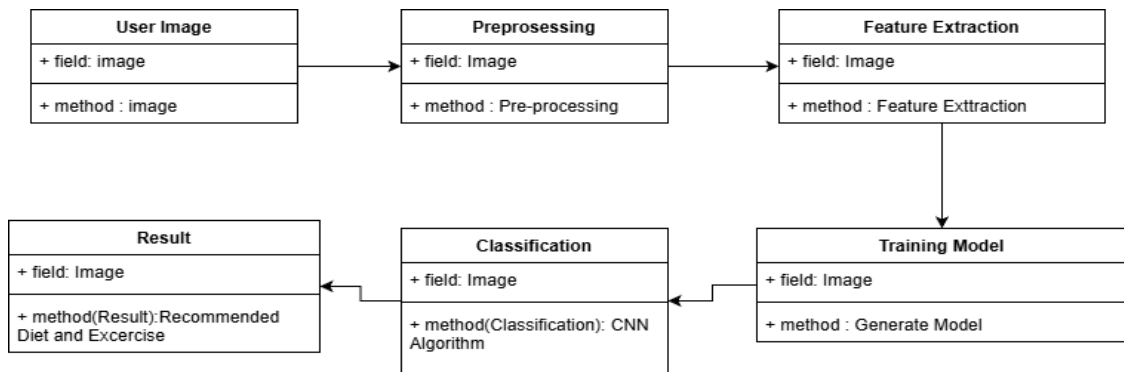 User Image
+ field: image
+ method : image
Preprosessing
+ field: Image
+ method : Pre-processing
Feature Extraction
+ field: Image
+ method : Feature Exttraction
Training Model
+ field: Image
+ method : Generate Model
Classification
+ field: Image
+ method(Classification): CNN
Algorithm
Result
+ field: Image
+ method(Result):Recommended
Diet and Excercise